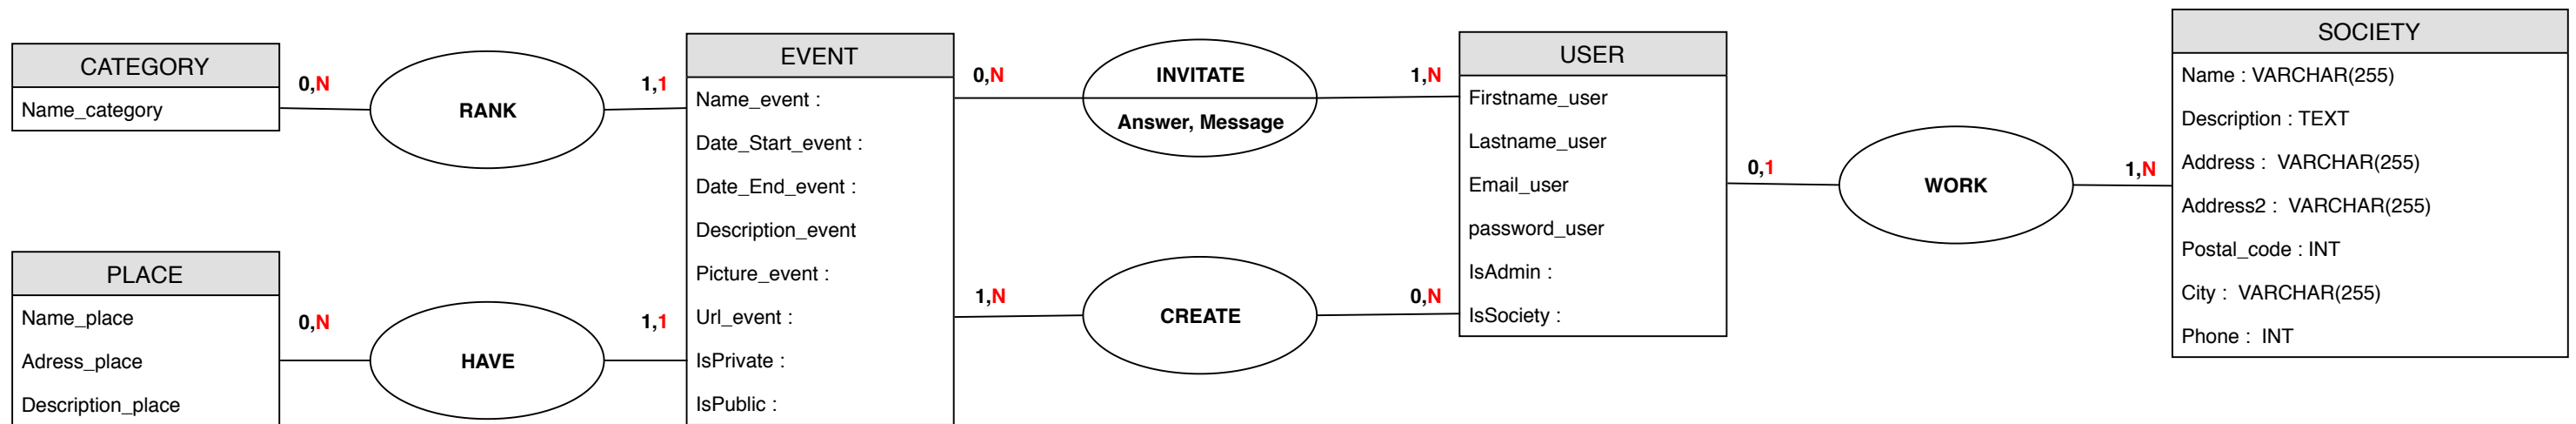 CATEGORY
Name_category
0,N
RANK
1,1
PLACE
Name_place
Adress_place
Description_place
0,N
HAVE
1,1
EVENT
Name_event :
Date_Start_event :
Date_End_event :
Description_event
Picture_event :
Url_event :
IsPrivate :
IsPublic :
0,N
INVITATE
Answer, Message
1,N
1,N
CREATE
0,N
USER
Firstname_user
Lastname_user
Email_user
password_user
IsAdmin :
IsSociety :
0,1
WORK
1,N
SOCIETY
Name : VARCHAR(255)
Description : TEXT
Address : VARCHAR(255)
Address2 : VARCHAR(255)
Postal_code : INT
City : VARCHAR(255)
Phone : INT